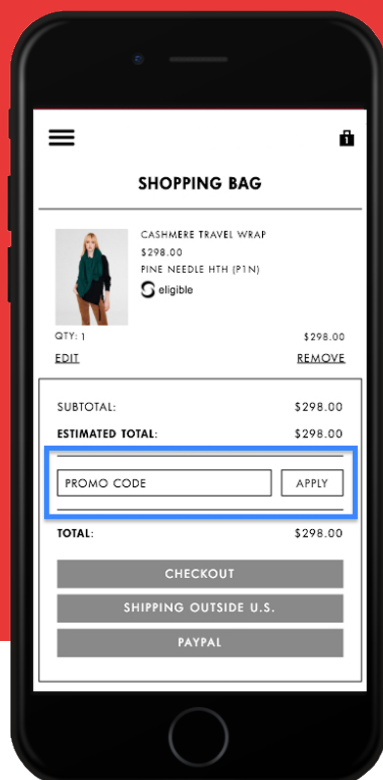 SHOPPING BAG
1
CASHMERE TRAVEL WRAP
$298.00
PINE NEEDLE HTH (P1N)
eligible
QTY: 1 $298.00
EDIT REMOVE
SUBTOTAL: $298.00
ESTIMATED TOTAL: $298.00
PROMO CODE APPLY
TOTAL: $298.00
CHECKOUT
SHIPPING OUTSIDE U.S.
PAYPAL